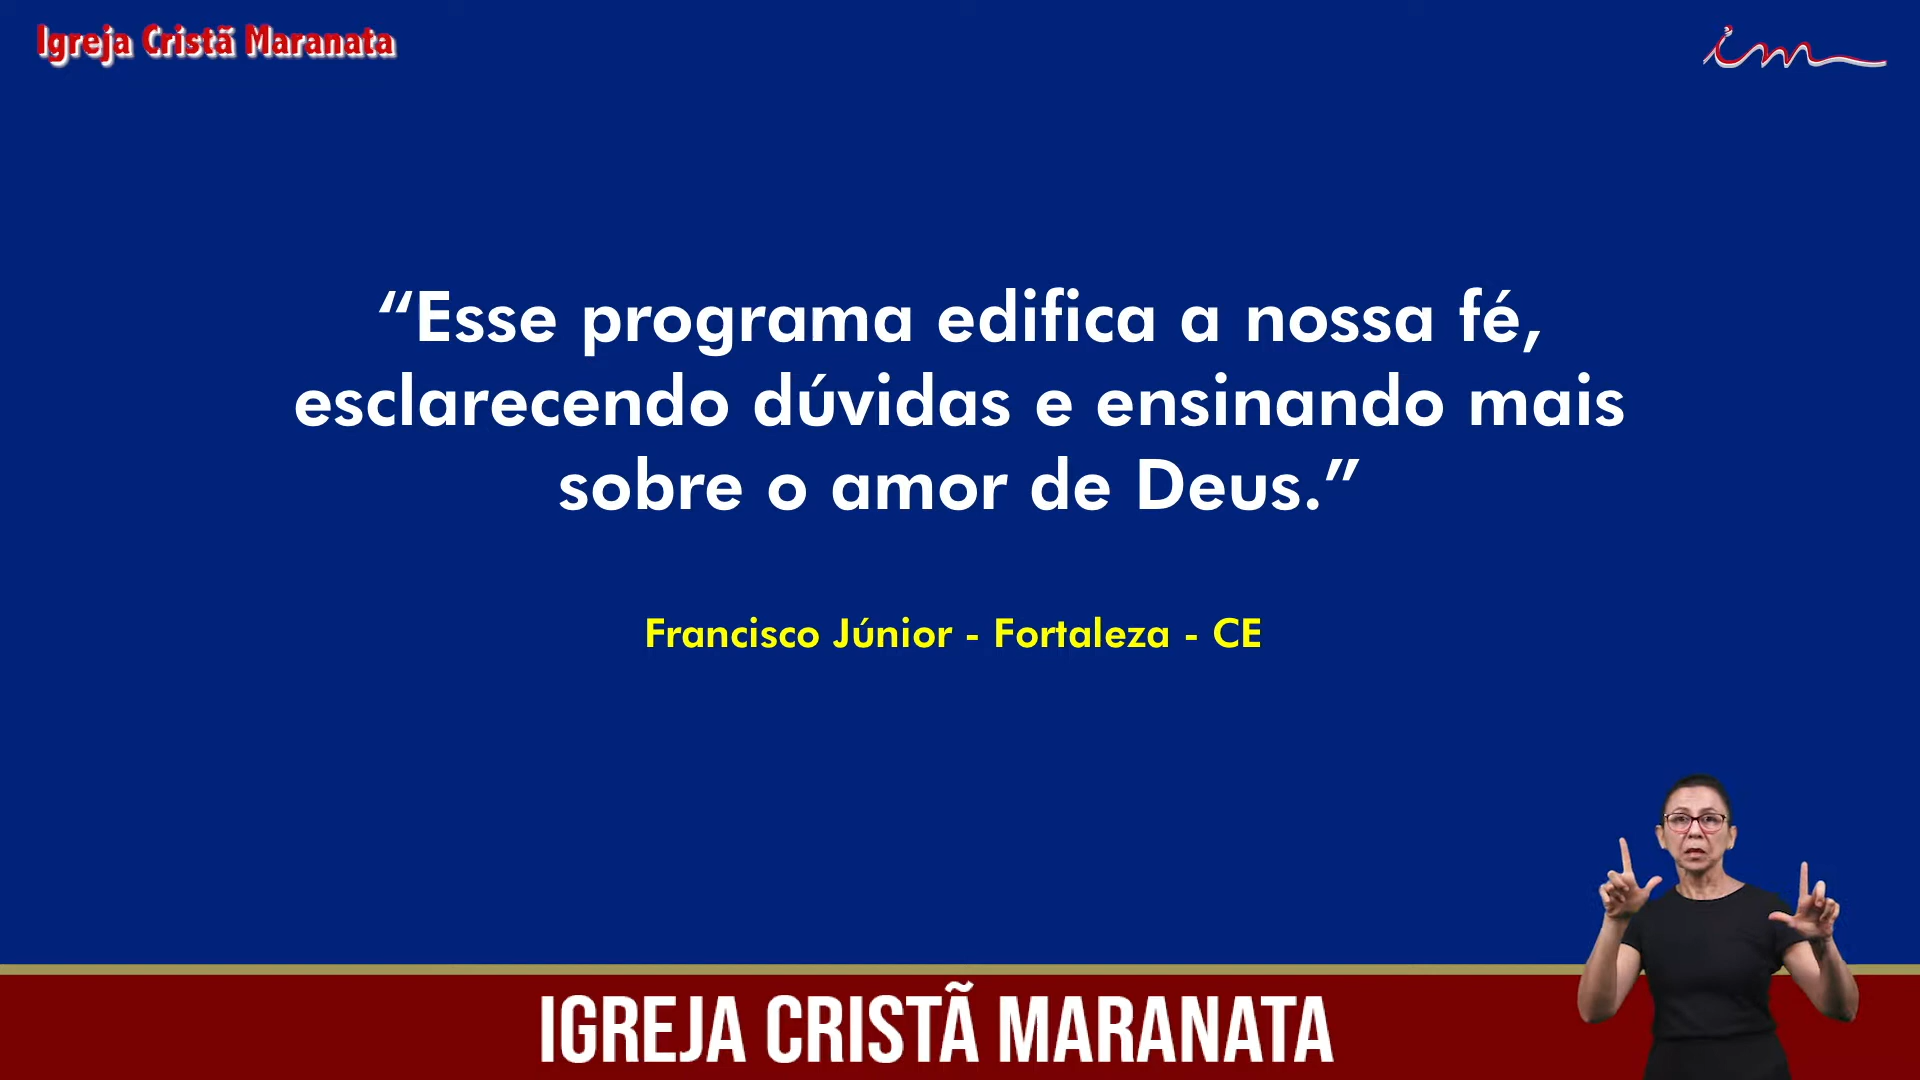 Igreja Cristã Maranata
im
“Esse programa edifica a nossa fé,
esclarecendo dúvidas e ensinando mais
sobre o amor de Deus.”
Francisco Júnior - Fortaleza - CE
IGREJA CRISTÃ MARANATA